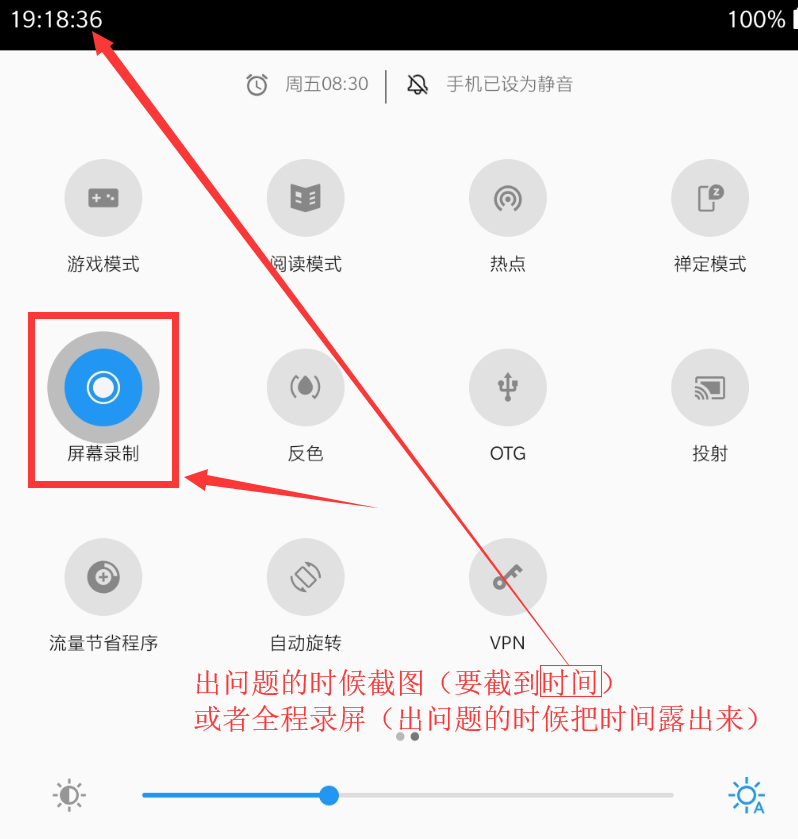 19:18:36
100%
周五08:30
手机已设为静音
游戏模式
阅读模式
热点
禅定模式
屏幕录制
反色
OTG
投射
流量节省程序
自动旋转
VPN
出问题的时候截图（要截到时间）
或者全程录屏（出问题的时候把时间露出来）